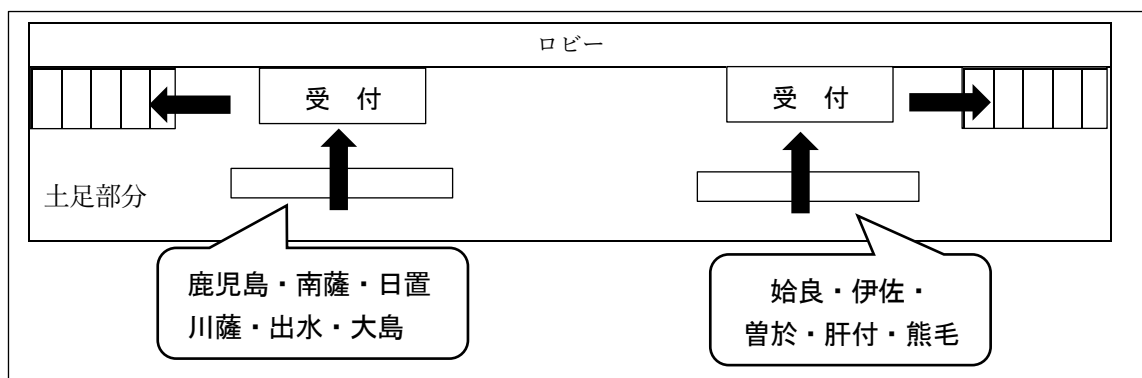 ロビー
受　付
受　付
土足部分
鹿児島・南薩・日置
川薩・出水・大島
姶良・伊佐・
曽於・肝付・熊毛